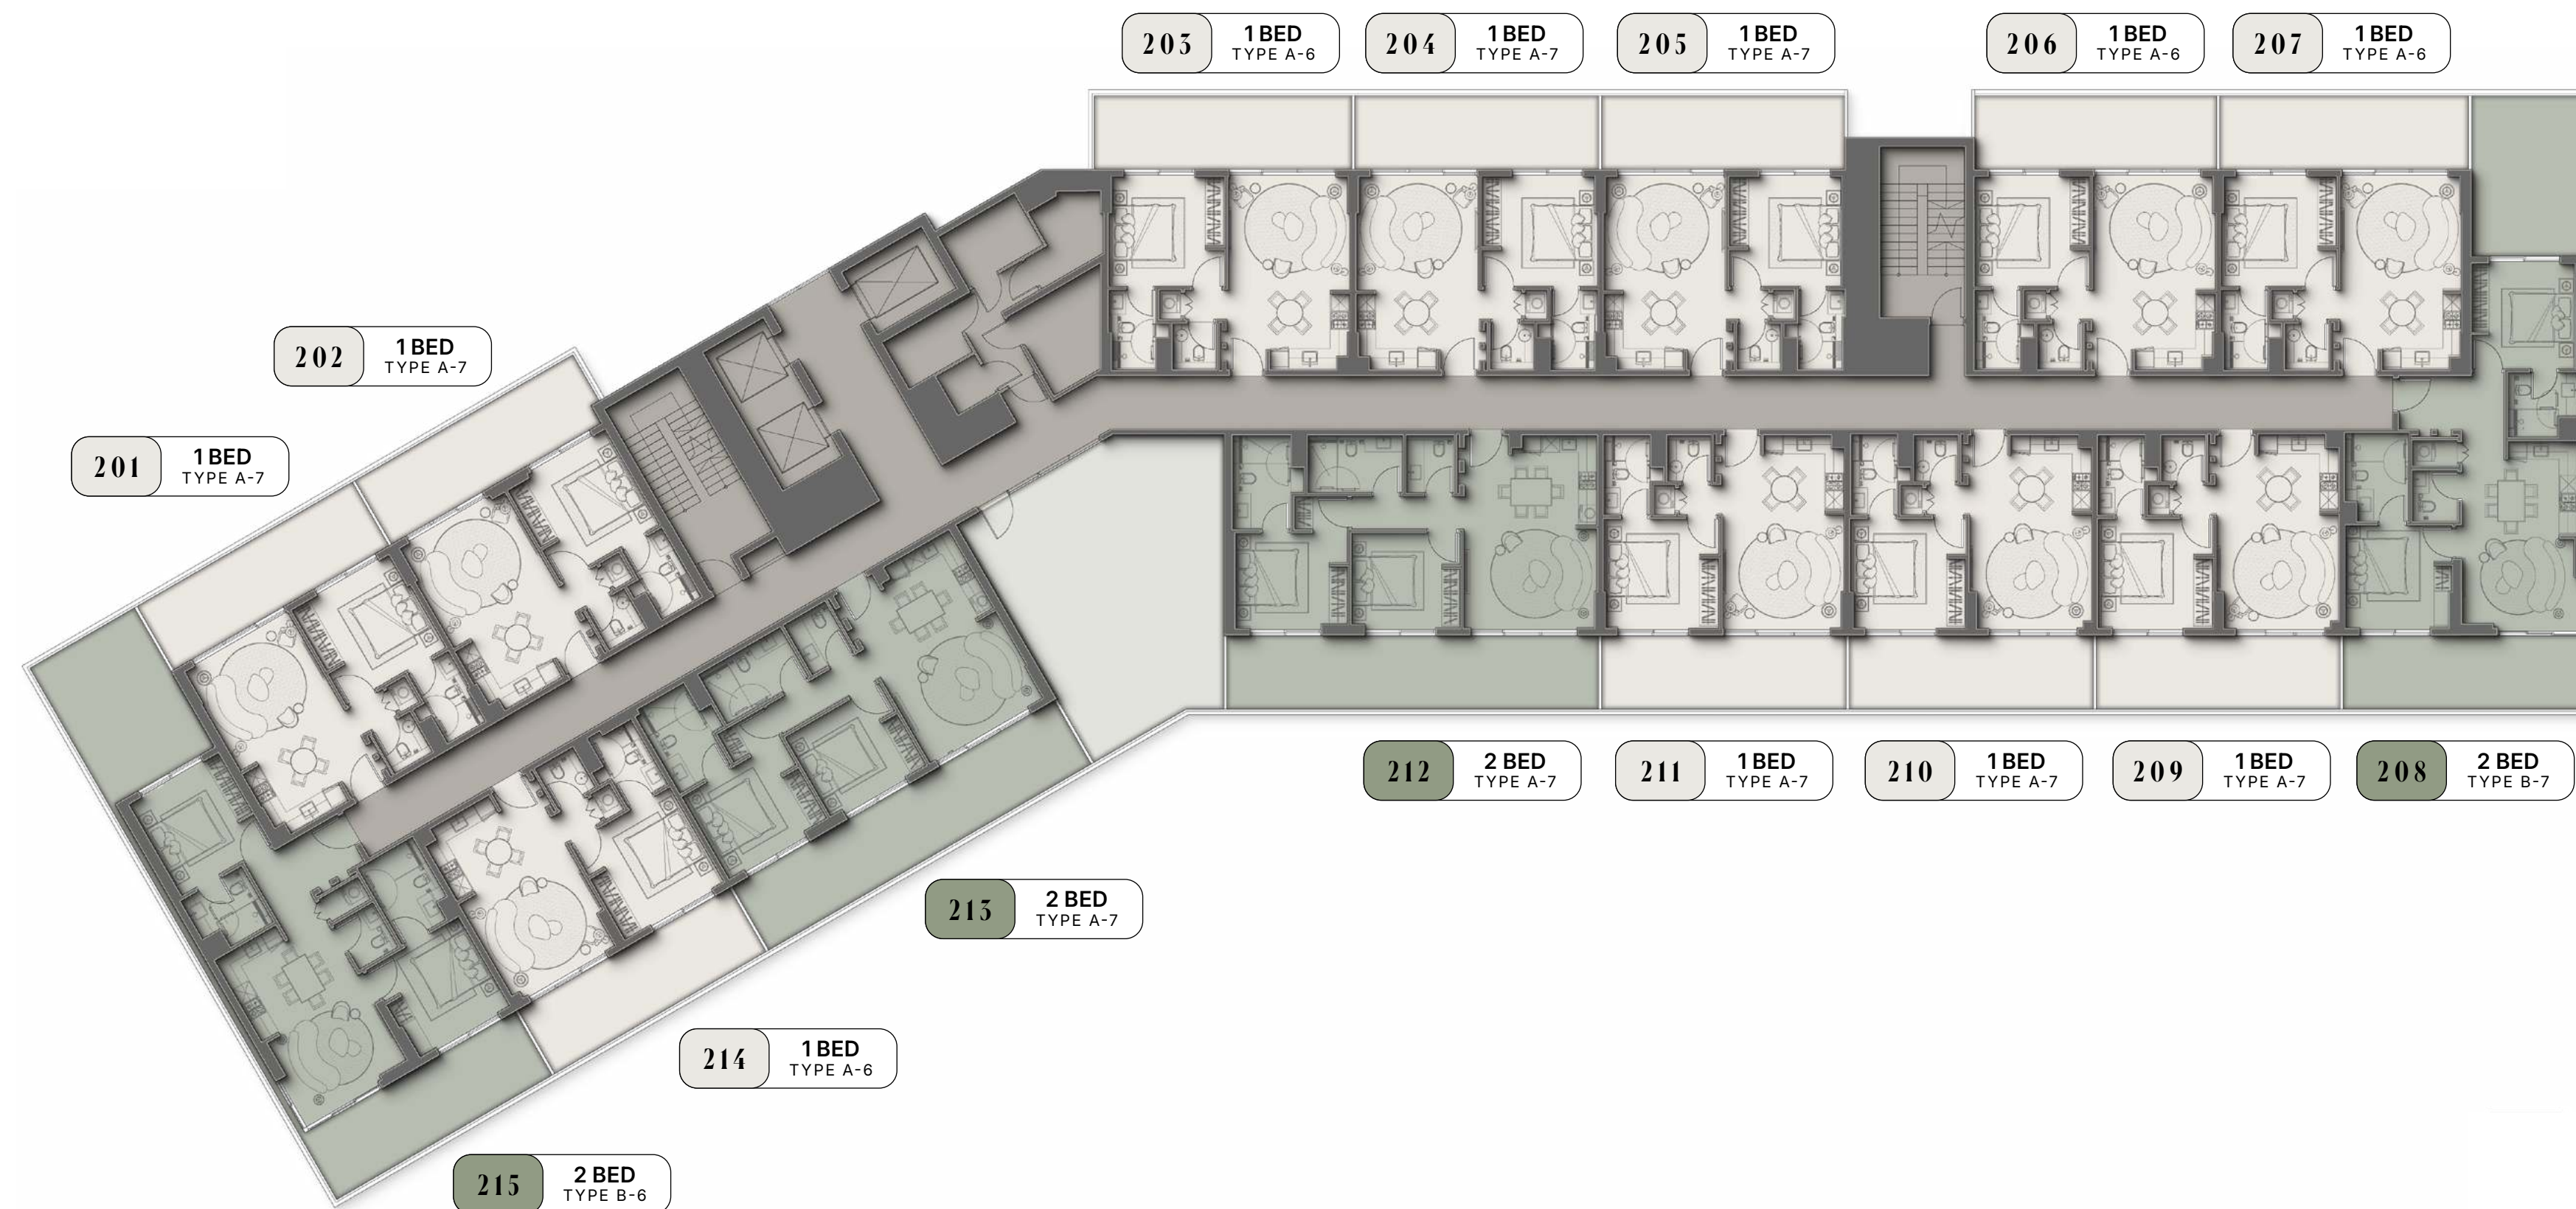 203 1 BED
TYPE A-6
204 1 BED
TYPE A-7
205 1 BED
TYPE A-7
206 1 BED
TYPE A-6
207 1 BED
TYPE A-6
202 1 BED
TYPE A-7
201 1 BED
TYPE A-7
212 2 BED
TYPE A-7
211 1 BED
TYPE A-7
210 1 BED
TYPE A-7
209 1 BED
TYPE A-7
208 2 BED
TYPE B-7
213 2 BED
TYPE A-7
214 1 BED
TYPE A-6
215 2 BED
TYPE B-6